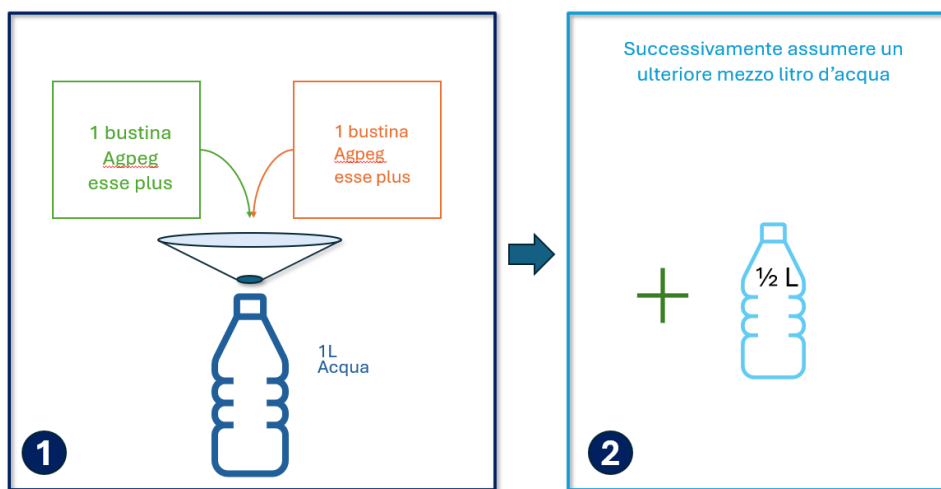 1 bustina
Agpeg
esse plus
1 bustina
Agpeg
esse plus
1L
Acqua
1
Successivamente assumere un
ulteriore mezzo litro d'acqua
½ L
2